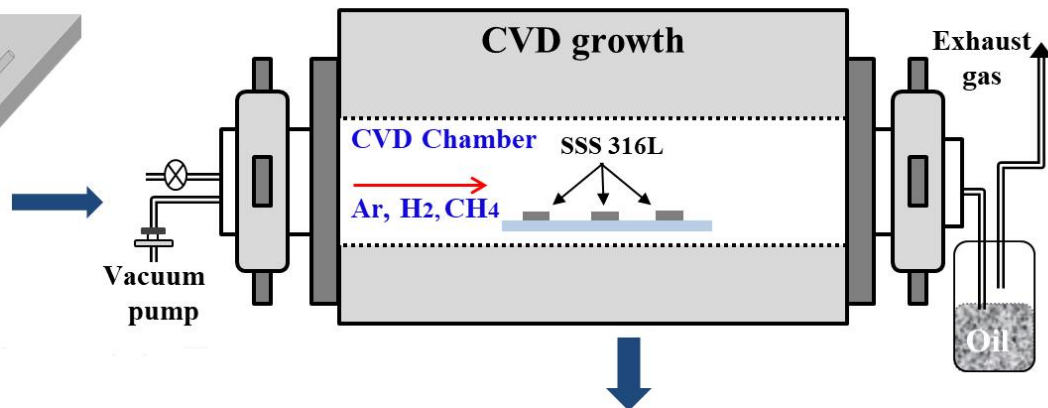 CVD growth
Exhaust
gas
CVD Chamber
SSS 316L
Ar, H2, CH4
Vacuum
pump
Oil